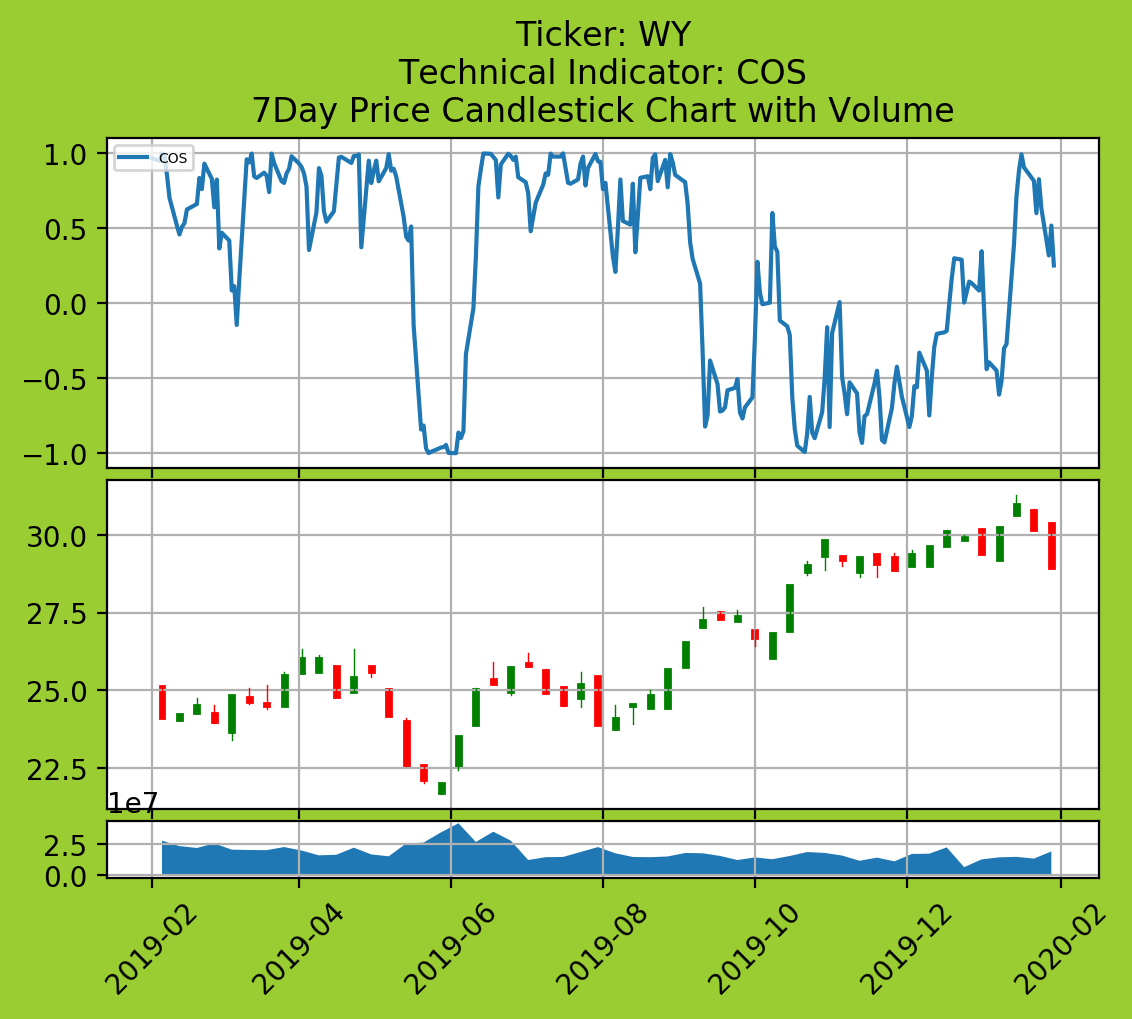 Ticker: WY
Technical Indicator: COS
7Day Price Candlestick Chart with Volume
COS
1.0
0.5
0.0
−0.5
−1.0
30.0
27.5
25.0
22.5
1e7
2.5
0.0
2019-02 2019-04 2019-06 2019-08 2019-10 2019-12 2020-02